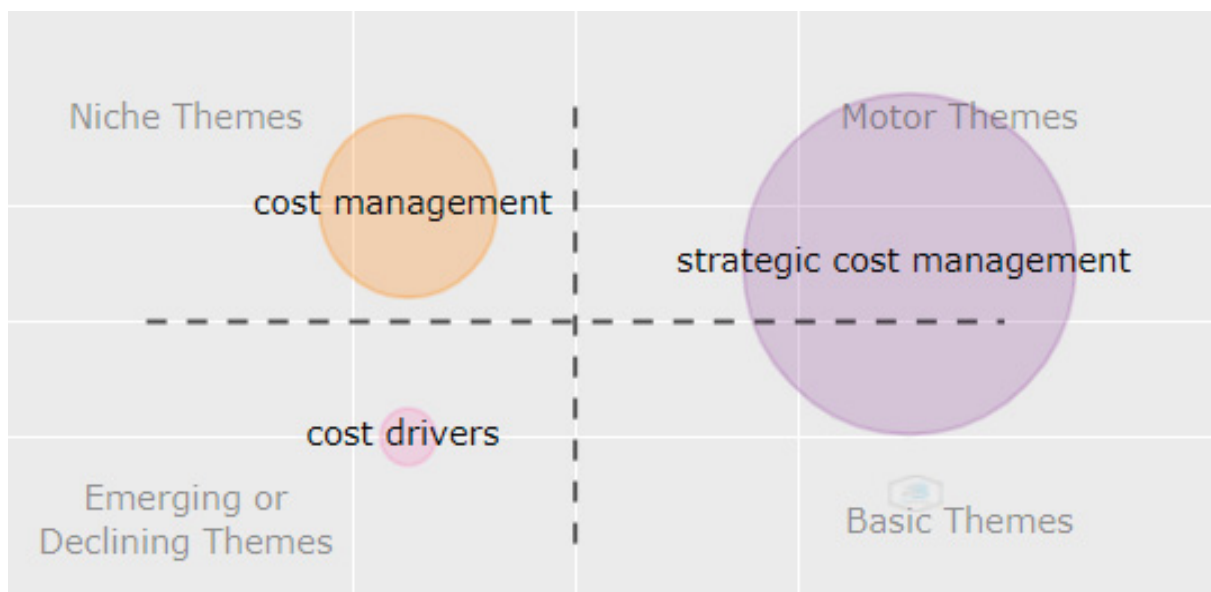 Niche Themes
Motor Themes
cost management
strategic cost management
cost drivers
Emerging or
Declining Themes
Basic Themes